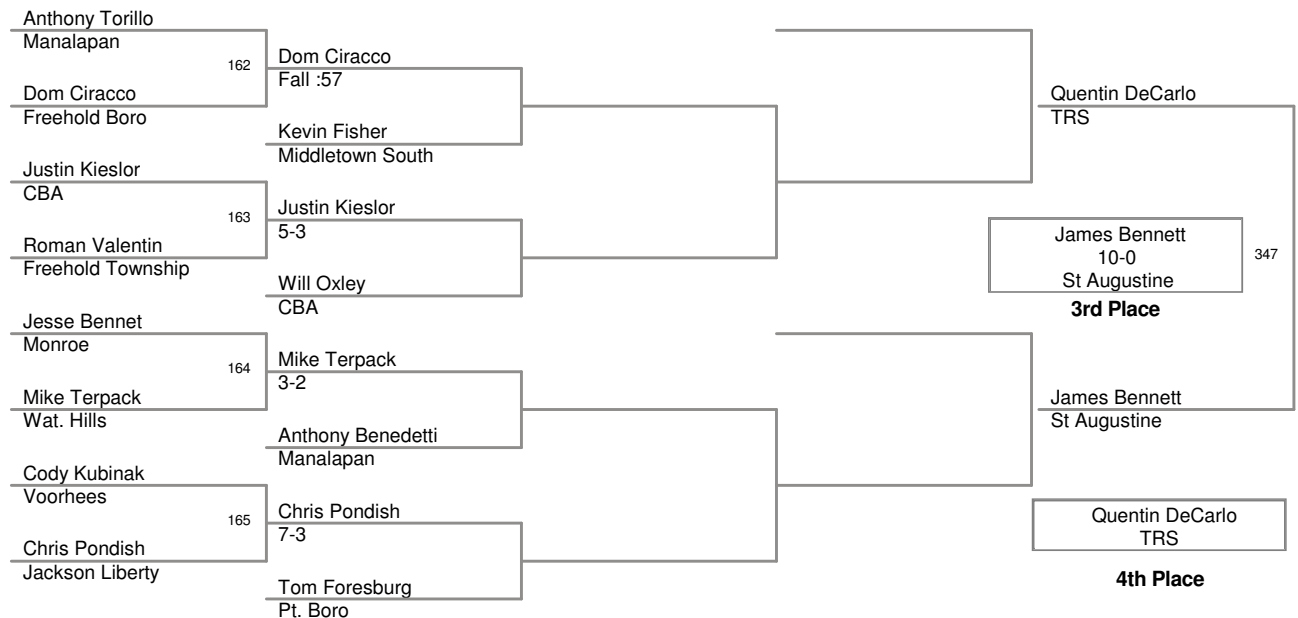 Anthony Torillo
Manalapan
162
Dom Ciracco
Freehold Boro
Justin Kieslor
CBA
163
Roman Valentin
Freehold Township
Jesse Bennet
Monroe
164
Mike Terpack
Wat. Hills
Cody Kubinak
Voorhees
165
Chris Pondish
Jackson Liberty
Dom Ciracco
Fall :57
Kevin Fisher
Middletown South
Justin Kieslor
5-3
Will Oxley
CBA
Mike Terpack
3-2
Anthony Benedetti
Manalapan
Chris Pondish
7-3
Tom Foresburg
Pt. Boro
Quentin DeCarlo
TRS
James Bennett
10-0
St Augustine
3rd Place
347
James Bennett
St Augustine
Quentin DeCarlo
TRS
4th Place